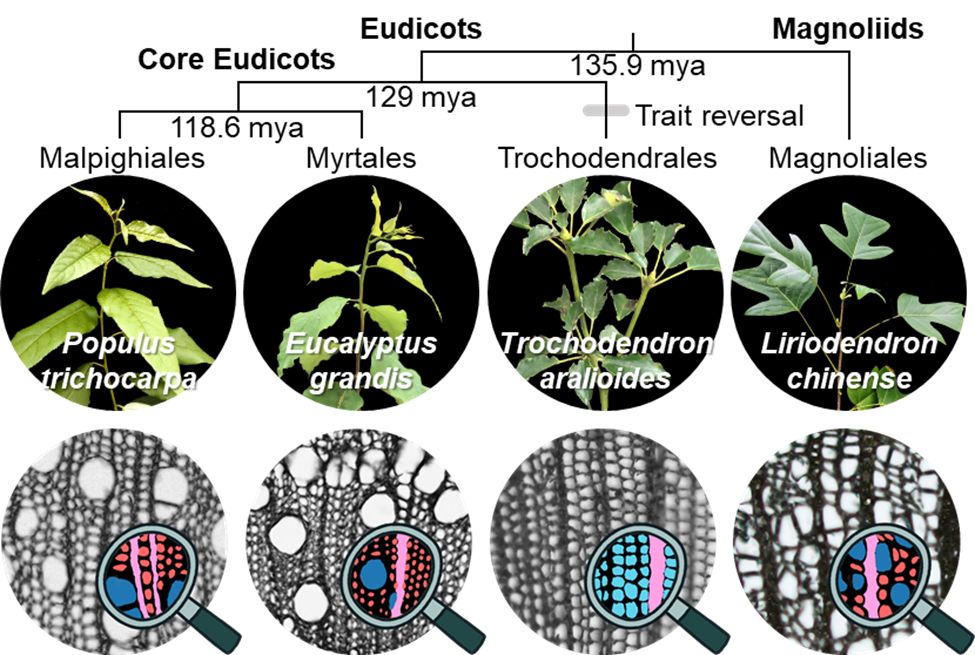 Eudicots
Magnoliids
Core Eudicots
135.9 mya
129 mya
Trait reversal
118.6 mya
Malpighiales
Myrtales
Trochodendrales
Magnoliales
Populus
trichocarpa
Eucalyptus
grandis
Trochodendron
aralioides
Liriodendron
chinense